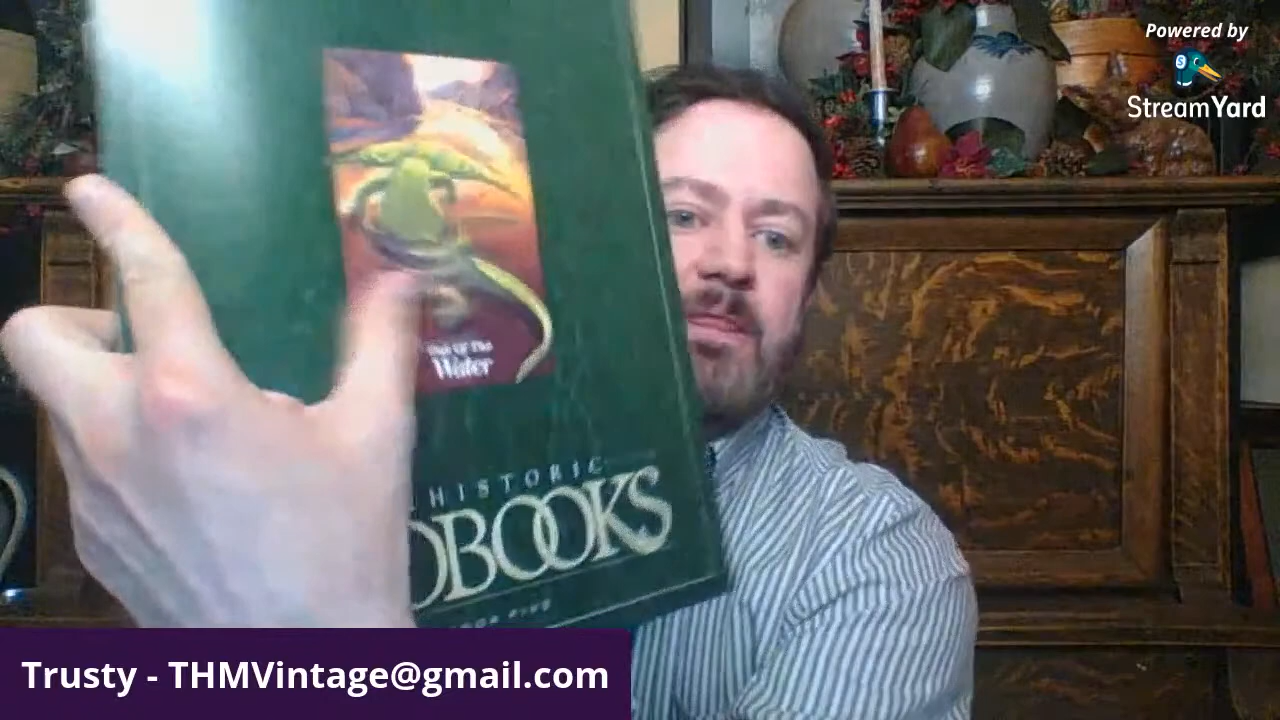 Powered by
StreamYard
Out Of The
Water
HISTORIC
OBOOKS
Trusty - THMVintage@gmail.com